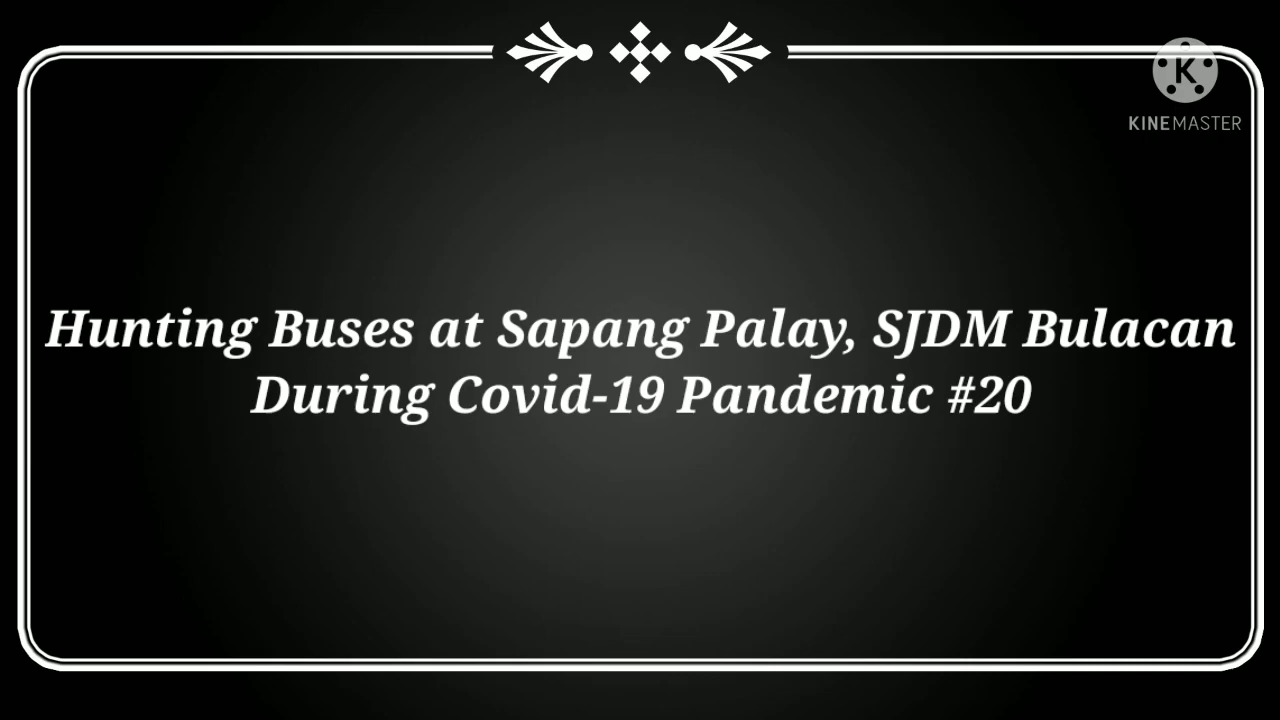 K
KINEMASTER
Hunting Buses at Sapang Palay, SJDM Bulacan
During Covid-19 Pandemic #20